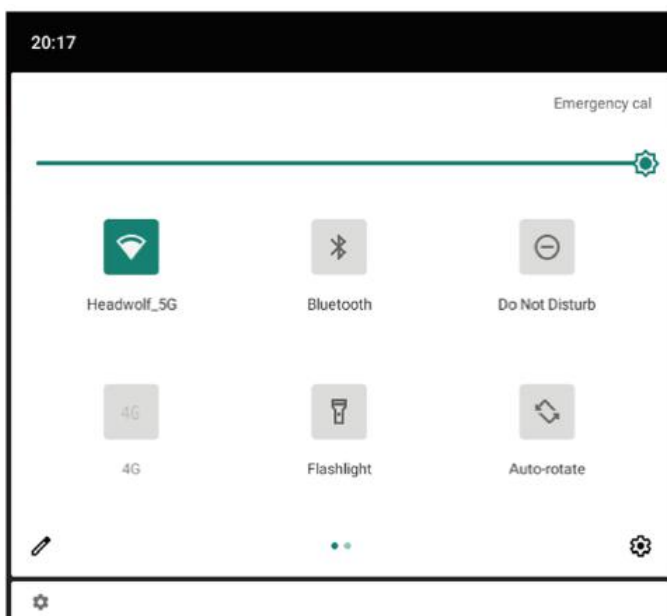 20:17
Emergency cal
Headwolf_5G
Bluetooth
Do Not Disturb
4G
4G
Flashlight
Auto-rotate